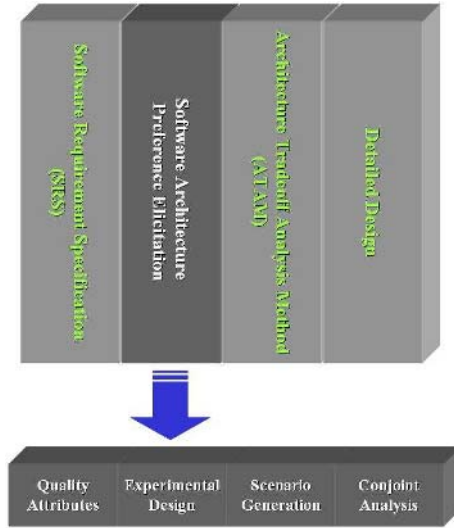 Software Requirement Specification
(SRS)
Software Architecture
Preference Elicitation
Architecture Tradeoff Analysis Method
(ATAM)
Detailed Design
Quality
Attributes
Experimental
Design
Scenario
Generation
Conjoint
Analysis